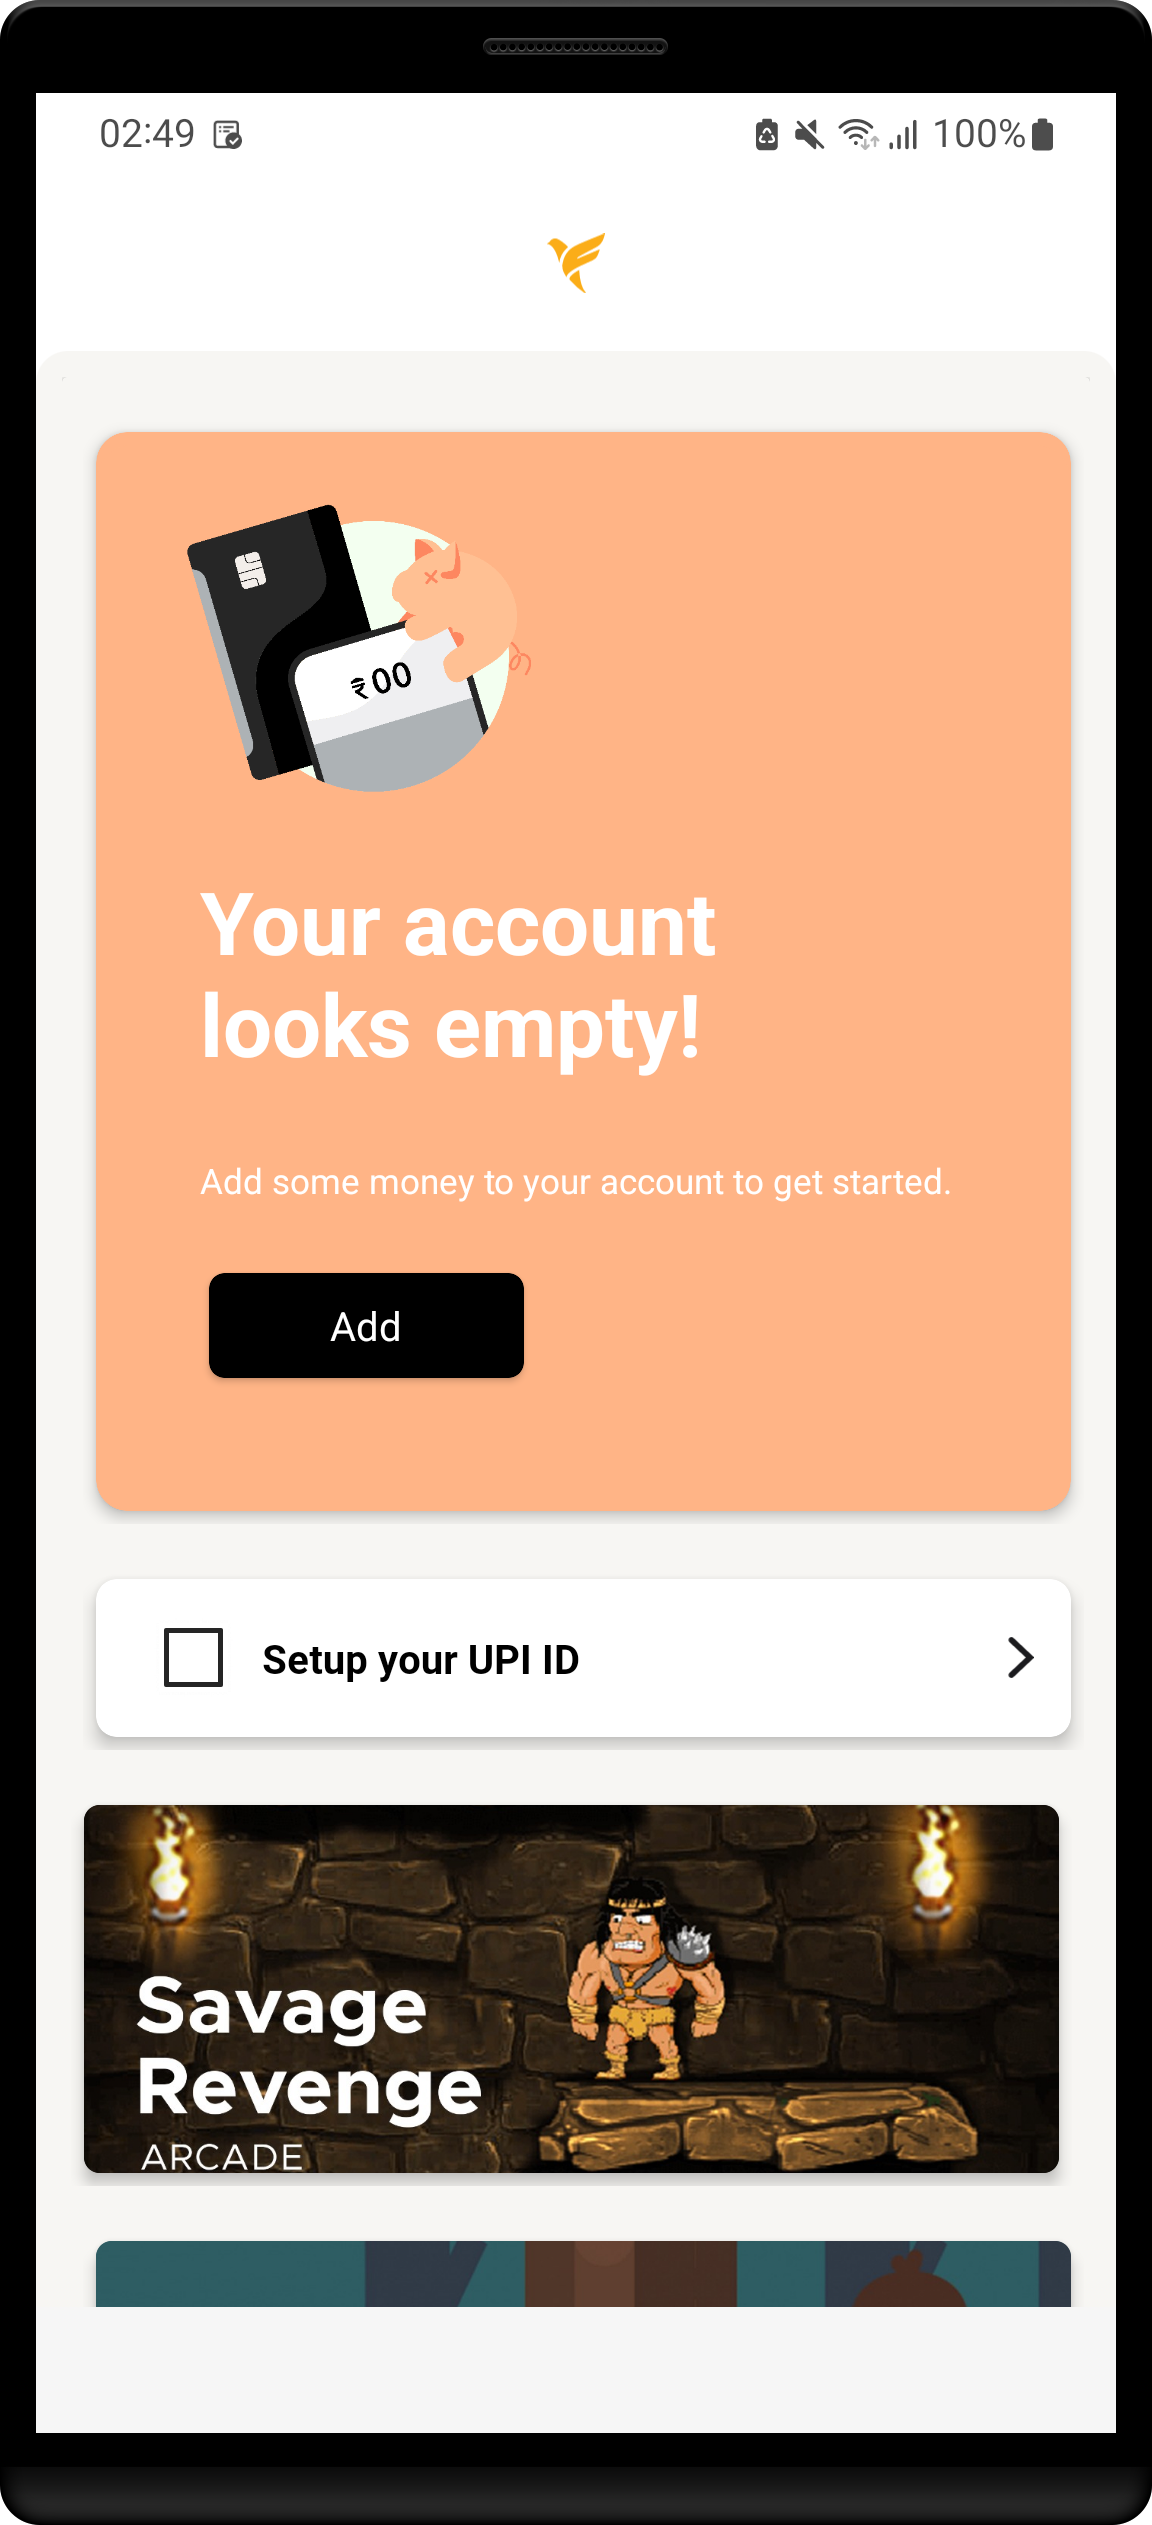 02:49
100%
₹00
Your account
looks empty!
Add some money to your account to get started.
Add
Setup your UPI ID
Savage
Revenge
ARCADE